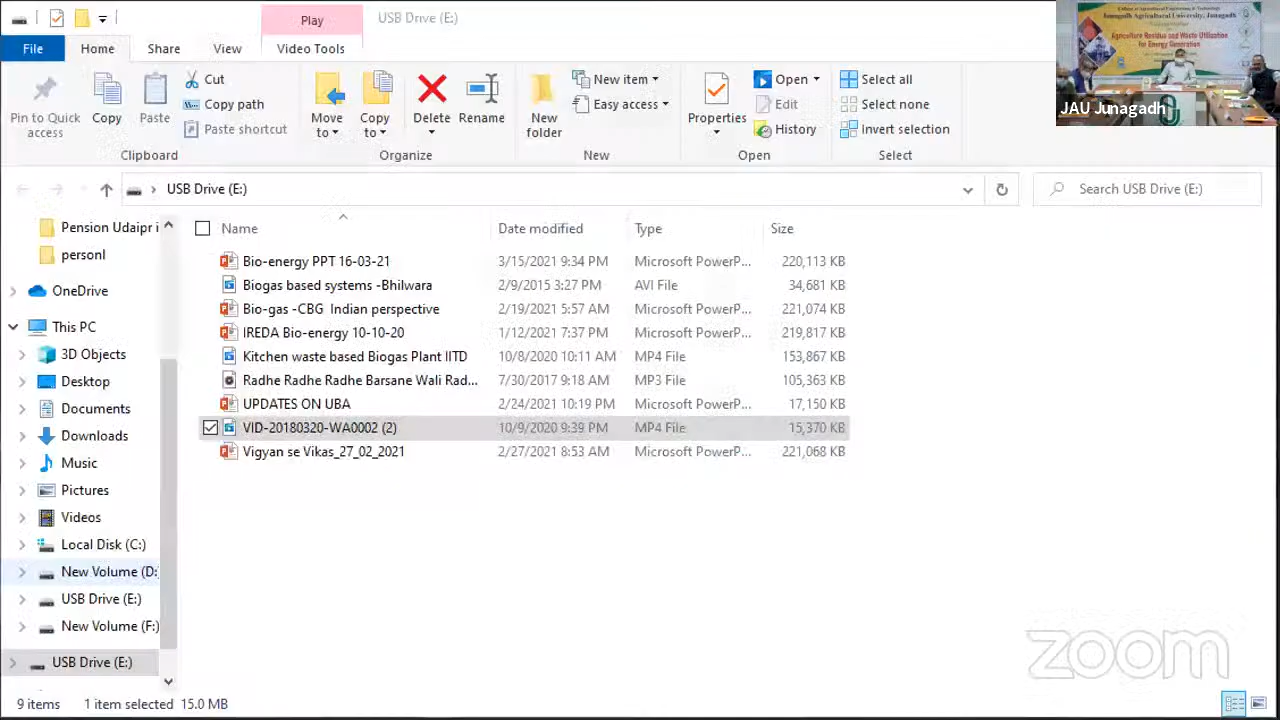 Play
USB Drive (E:)
File
Home
Share
View
Video Tools
Pin to Quick access
Copy
Paste
Cut
Copy path
Paste shortcut
Clipboard
Move to
Copy to
Delete
Rename
Organize
New folder
New item
Easy access
New
Properties
Open
Edit
History
Open
Select all
Select none
Invert selection
Select
Junagadh Agricultural University, Junagadh
Agriculture Residue and Waste Utilization
for Energy Generation
JAU Junagadh
USB Drive (E:)
Search USB Drive (E:)
Name Date modified Type Size
Bio-energy PPT 16-03-21 3/15/2021 9:34 PM Microsoft PowerP... 220,113 KB
Biogas based systems -Bhilwara 2/9/2015 3:27 PM AVI File 34,681 KB
Bio-gas -CBG Indian perspective 2/19/2021 5:57 AM Microsoft PowerP... 221,074 KB
IREDA Bio-energy 10-10-20 1/12/2021 7:37 PM Microsoft PowerP... 219,817 KB
Kitchen waste based Biogas Plant IITD 10/8/2020 10:11 AM MP4 File 153,867 KB
Radhe Radhe Radhe Barsane Wali Rad... 7/30/2017 9:18 AM MP3 File 105,363 KB
UPDATES ON UBA 2/24/2021 10:19 PM Microsoft PowerP... 17,150 KB
VID-20180320-WA0002 (2) 10/9/2020 9:39 PM MP4 File 15,370 KB
Vigyan se Vikas_27_02_2021 2/27/2021 8:53 AM Microsoft PowerP... 221,068 KB
Pension Udaipr i
personl
OneDrive
This PC
3D Objects
Desktop
Documents
Downloads
Music
Pictures
Videos
Local Disk (C:)
New Volume (D:
USB Drive (E:)
New Volume (F:)
USB Drive (E:)
zoom
9 items 1 item selected 15.0 MB